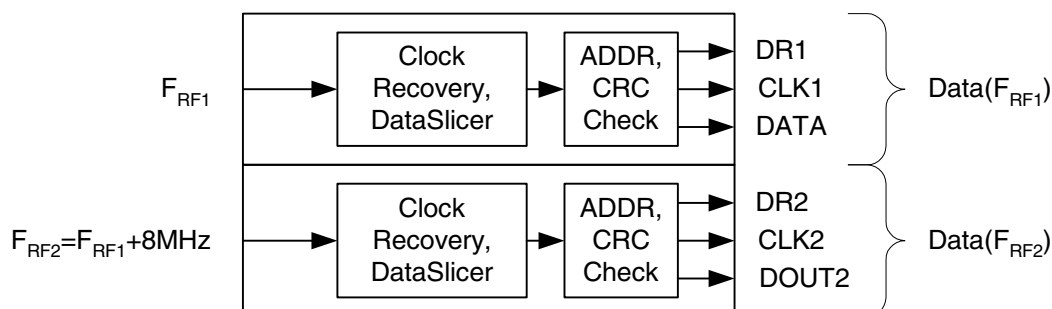 F_RF1
Clock
Recovery,
DataSlicer
ADDR,
CRC
Check
DR1
CLK1
DATA
Data(F_RF1)
F_RF2=F_RF1+8MHz
Clock
Recovery,
DataSlicer
ADDR,
CRC
Check
DR2
CLK2
DOUT2
Data(F_RF2)